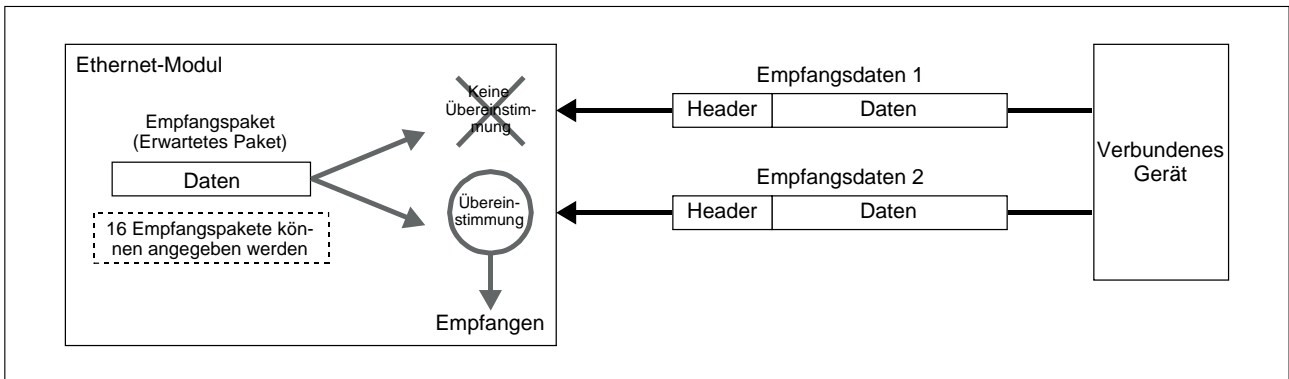 Ethernet-Modul
Empfangspaket
(Erwartetes Paket)
Daten
16 Empfangspakete kön-
nen angegeben werden
Keine
Übereinstim-
mung
Überein-
stimmung
Empfangen
Empfangsdaten 1
Header Daten
Empfangsdaten 2
Header Daten
Verbundenes
Gerät